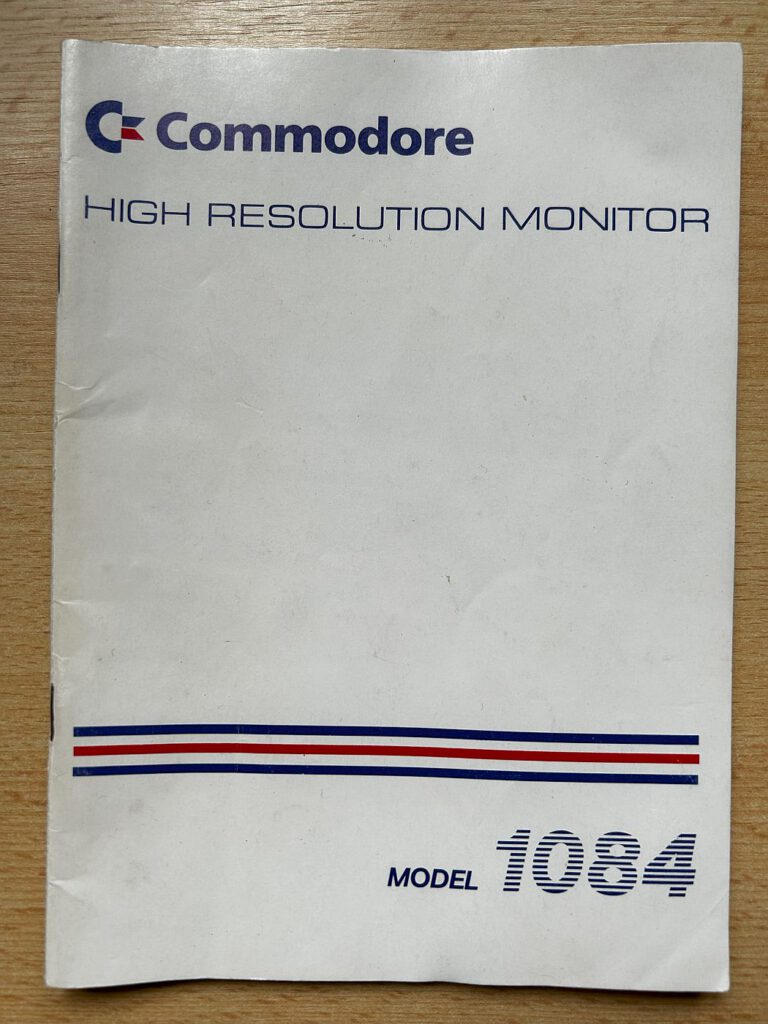 Commodore
HIGH RESOLUTION MONITOR
MODEL 1084